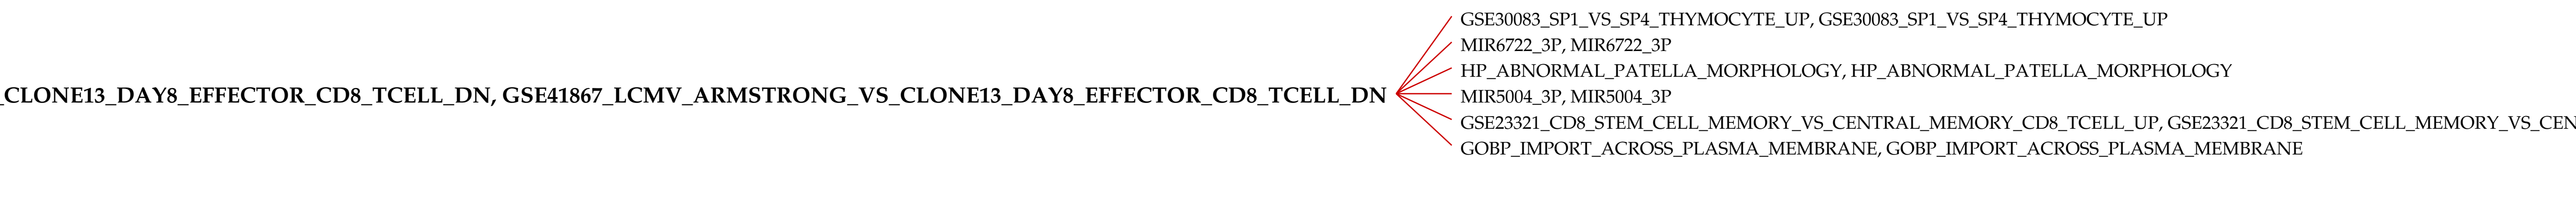 GSE30083_SP1_VS_SP4_THYMOCYTE_UP, GSE30083_SP1_VS_SP4_THYMOCYTE_UP
MIR6722_3P, MIR6722_3P
HP_ABNORMAL_PATELLA_MORPHOLOGY, HP_ABNORMAL_PATELLA_MORPHOLOGY
_CLONE13_DAY8_EFFECTOR_CD8_TCELL_DN, GSE41867_LCMV_ARMSTRONG_VS_CLONE13_DAY8_EFFECTOR_CD8_TCELL_DN
MIR5004_3P, MIR5004_3P
GSE23321_CD8_STEM_CELL_MEMORY_VS_CENTRAL_MEMORY_CD8_TCELL_UP, GSE23321_CD8_STEM_CELL_MEMORY_VS_CEN
GOBP_IMPORT_ACROSS_PLASMA_MEMBRANE, GOBP_IMPORT_ACROSS_PLASMA_MEMBRANE